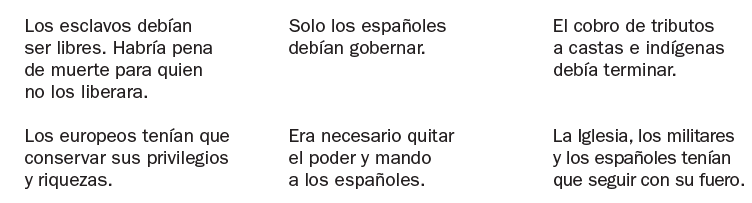 Los esclavos debían
ser libres. Habría pena
de muerte para quien
no los liberara.
Solo los españoles
debían gobernar.
El cobro de tributos
a castas e indígenas
debía terminar.
Los europeos tenían que
conservar sus privilegios
y riquezas.
Era necesario quitar
el poder y mando
a los españoles.
La Iglesia, los militares
y los españoles tenían
que seguir con su fuero.